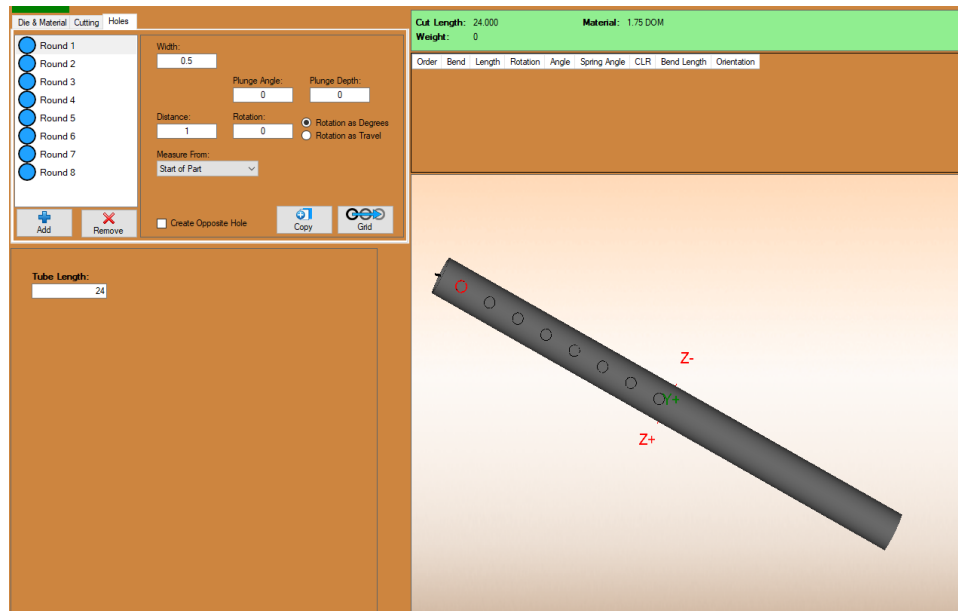 Die & Material Cutting Holes
Round 1
Round 2
Round 3
Round 4
Round 5
Round 6
Round 7
Round 8
Add
Remove
Width:
0.5
Plunge Angle: Plunge Depth:
0 0
Distance: Rotation:
1 0
Rotation as Degrees
Rotation as Travel
Measure From:
Start of Part
Create Opposite Hole
Copy
Grid
Tube Length:
24
Cut Length: 24.000 Material: 1.75 DOM
Weight: 0
Order Bend Length Rotation Angle Spring Angle CLR Bend Length Orientation
Z-
Y+
Z+